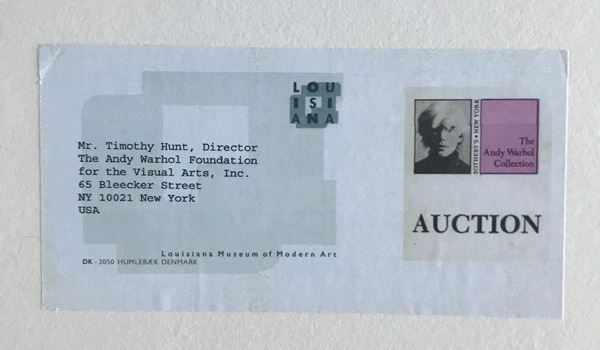 LOU
ISI
ANA
Mr. Timothy Hunt, Director
The Andy Warhol Foundation
for the Visual Arts, Inc.
65 Bleecker Street
NY 10021 New York
USA
Louisiana Museum of Modern Art
DK-3050 HUMLEBÆK DENMARK
SOTHEBY'S • NEW YORK
The
Andy Warhol
Collection
AUCTION